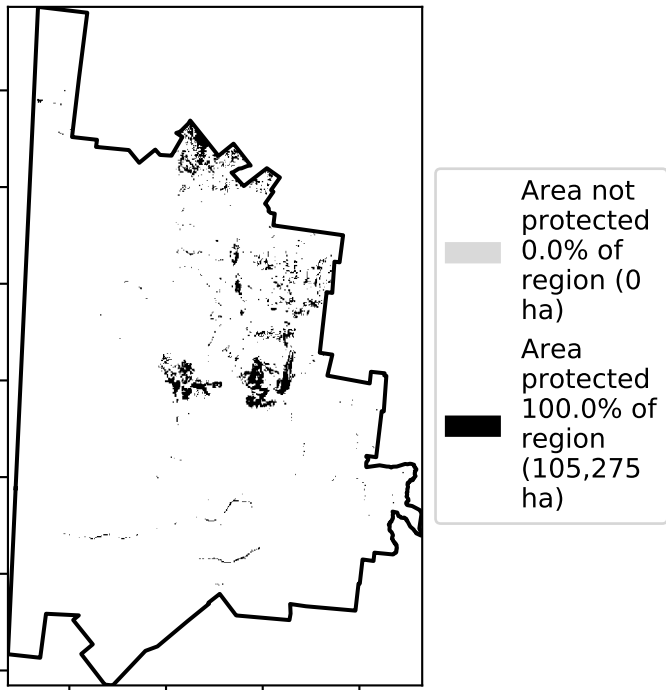 Area not
protected
0.0% of
region (0
ha)
Area
protected
100.0% of
region
(105,275
ha)